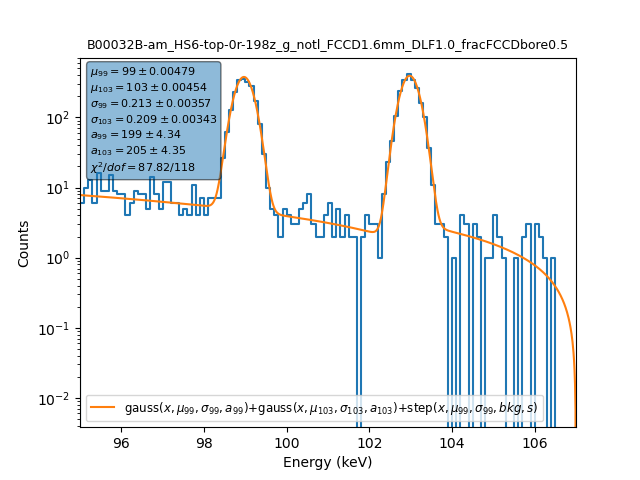 B00032B-am_HS6-top-0r-198z_g_notl_FCCD1.6mm_DLF1.0_fracFCCDbore0.5
μ₉₉ = 99 ± 0.00479
μ₁₀₃ = 103 ± 0.00454
σ₉₉ = 0.213 ± 0.00357
σ₁₀₃ = 0.209 ± 0.00343
a₉₉ = 199 ± 4.34
a₁₀₃ = 205 ± 4.35
χ²/dof = 87.82/118
10²
10¹
10⁰
10⁻¹
10⁻²
Counts
gauss(x, μ₉₉, σ₉₉, a₉₉)+gauss(x, μ₁₀₃, σ₁₀₃, a₁₀₃)+step(x, μ₉₉, σ₉₉, bkg, s)
96 98 100 102 104 106
Energy (keV)